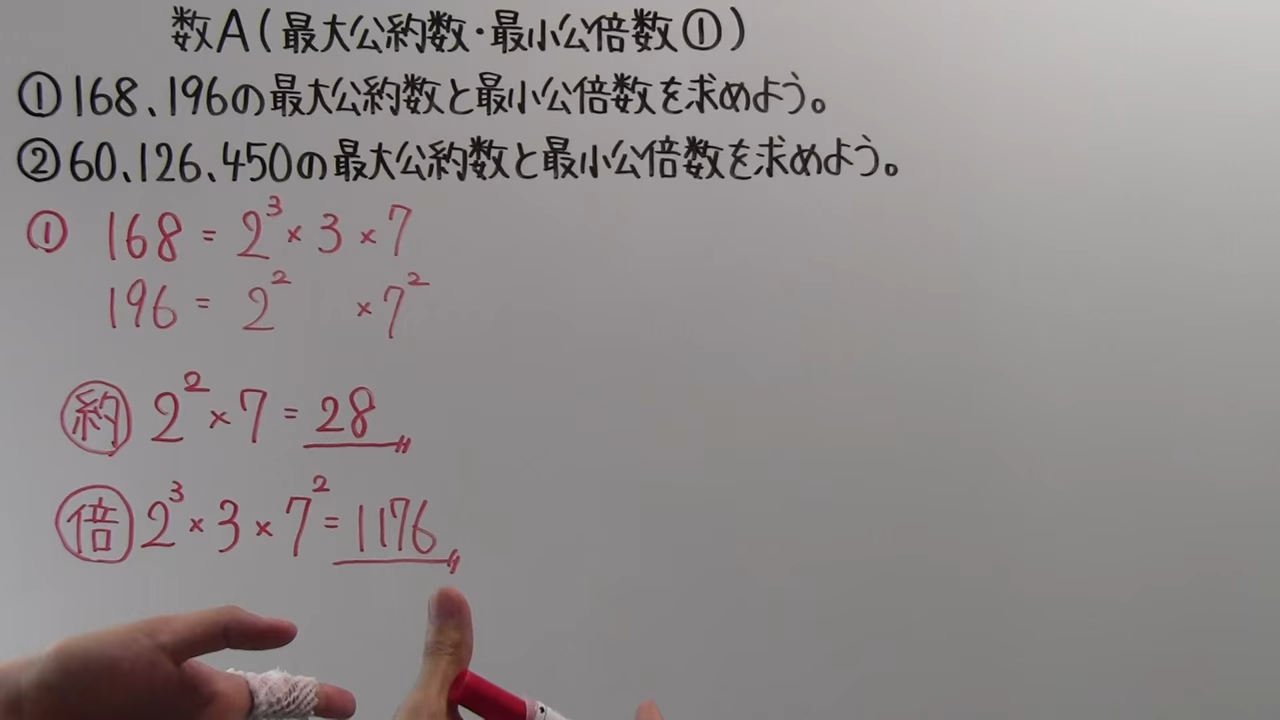 数A(最大公約数・最小公倍数①)
①168、196の最大公約数と最小公倍数を求めよう。
②60、126、450の最大公約数と最小公倍数を求めよう。
① 168 = 2³ × 3 × 7
196 = 2² × 7²
約 2² × 7 = 28
倍 2³ × 3 × 7² = 1176